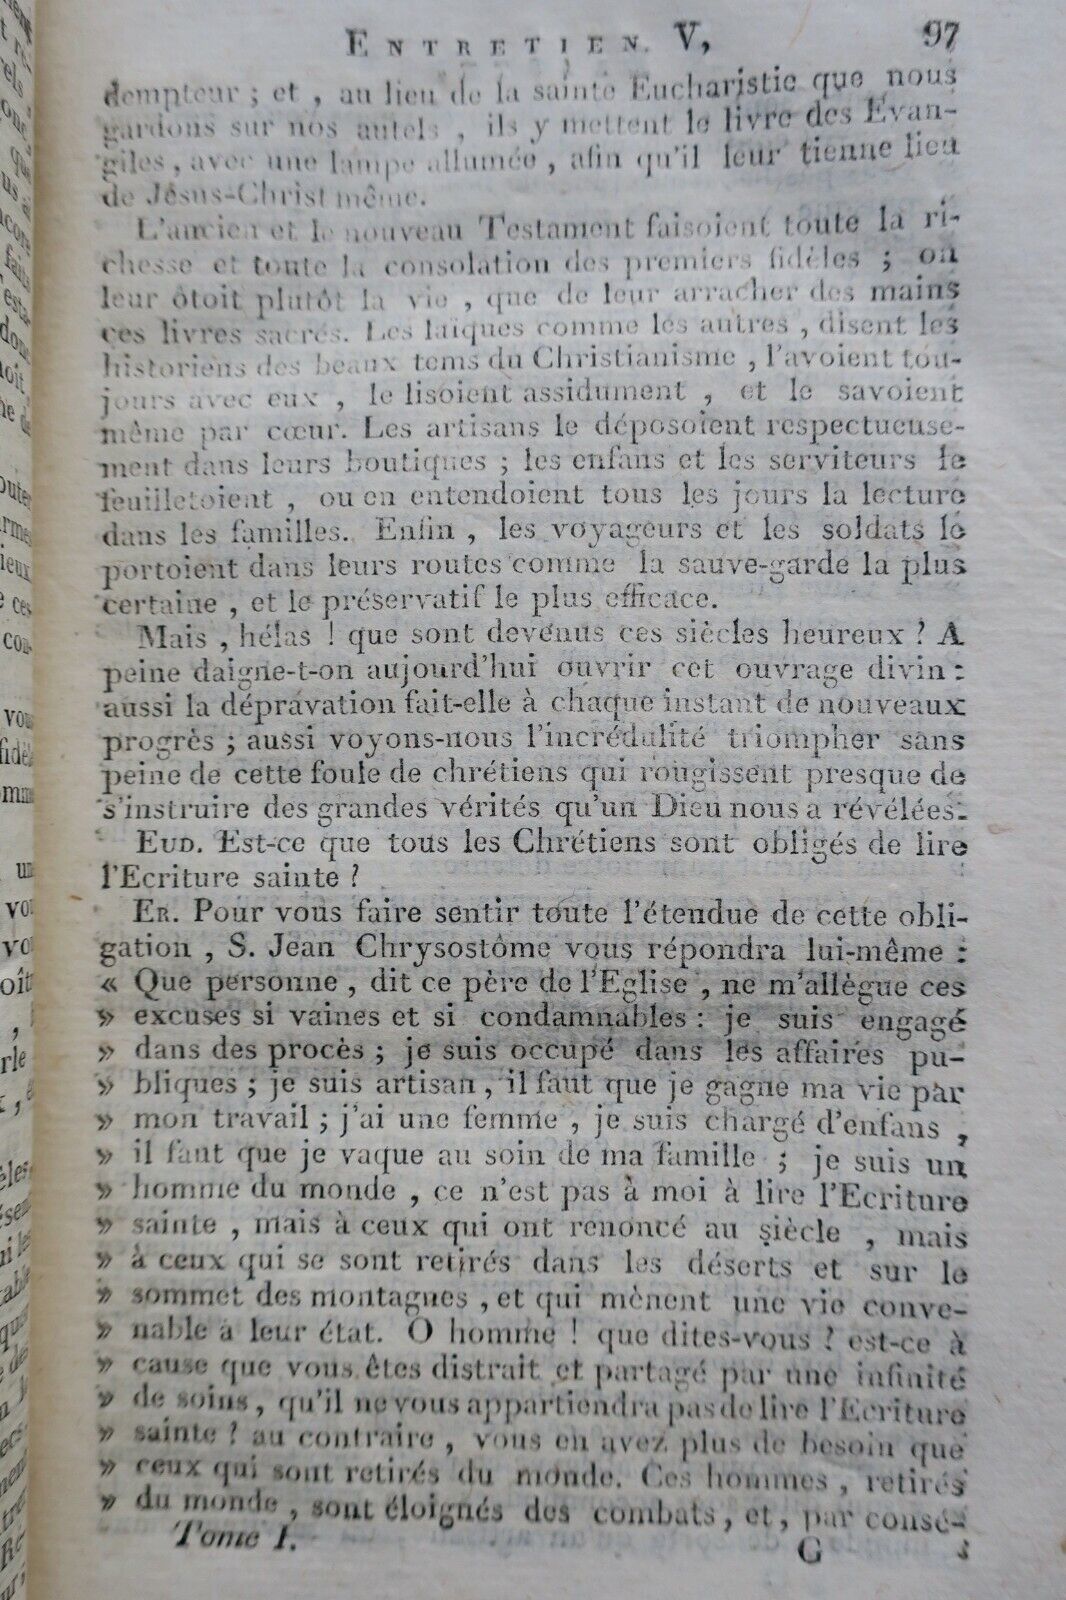 ENTRETIEN. V, 97
dempteur ; et , au lieu de la sainte Eucharistie que nous
gardons sur nos autels , ils y mettent le livre des Evan-
giles , avec une lampe allumée , afin qu'il leur tienne lieu
de Jésus-Christ même.
L'ancien et le nouveau Testament faisoient toute la ri-
chesse et toute la consolation des premiers fidèles ; on
leur ôtoit plutôt la vie , que de leur arracher des mains
ces livres sacrés. Les laïques comme les autres , disent les
historiens des beaux tems du Christianisme , l'avoient tou-
jours avec eux , le lisoient assidument , et le savoient
même par cœur. Les artisans le déposoient respectueuse-
ment dans leurs boutiques ; les enfans et les serviteurs le
feuilletoient , ou en entendoient tous les jours la lecture
dans les familles. Enfin , les voyageurs et les soldats le
portoient dans leurs routes comme la sauve-garde la plus
certaine , et le préservatif le plus efficace.
Mais , hélas ! que sont devenus ces siècles heureux ? A
peine daigne-t-on aujourd'hui ouvrir cet ouvrage divin :
aussi la dépravation fait-elle à chaque instant de nouveaux
progrès ; aussi voyons-nous l'incrédulité triompher sans
peine de cette foule de chrétiens qui rougissent presque de
s'instruire des grandes vérités qu'un Dieu nous a révélées.
EUD. Est-ce que tous les Chrétiens sont obligés de lire
l'Ecriture sainte ?
ER. Pour vous faire sentir toute l'étendue de cette obli-
gation , S. Jean Chrysostôme vous répondra lui-même :
« Que personne , dit ce père de l'Eglise , ne m'allègue ces
» excuses si vaines et si condamnables : je suis engagé
» dans des procès ; je suis occupé dans les affaires pu-
» bliques ; je suis artisan , il faut que je gagne ma vie par
» mon travail ; j'ai une femme , je suis chargé d'enfans ,
» il faut que je vaque au soin de ma famille ; je suis un
» homme du monde , ce n'est pas à moi à lire l'Ecriture
» sainte , mais à ceux qui ont renoncé au siècle , mais
» à ceux qui se sont retirés dans les déserts et sur le
» sommet des montagnes , et qui mènent une vie conve-
» nable à leur état. O homme ! que dites-vous ? est-ce à
» cause que vous êtes distrait et partagé par une infinité
» de soins , qu'il ne vous appartiendra pas de lire l'Ecriture
» sainte ? au contraire , vous en avez plus de besoin que
» ceux qui sont retirés du monde. Ces hommes , retirés
» du monde , sont éloignés des combats , et , par consé-
Tome I. G